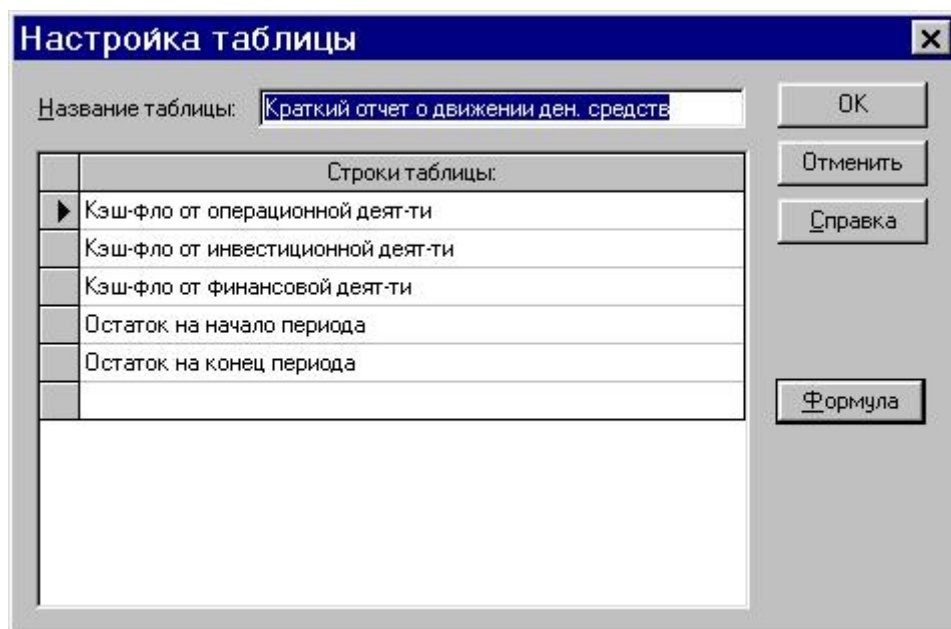 Настройка таблицы
Название таблицы: Краткий отчет о движении ден. средств
OK
Отменить
Справка
Строки таблицы:
Кэш-фло от операционной деят-ти
Кэш-фло от инвестиционной деят-ти
Кэш-фло от финансовой деят-ти
Остаток на начало периода
Остаток на конец периода
Формула